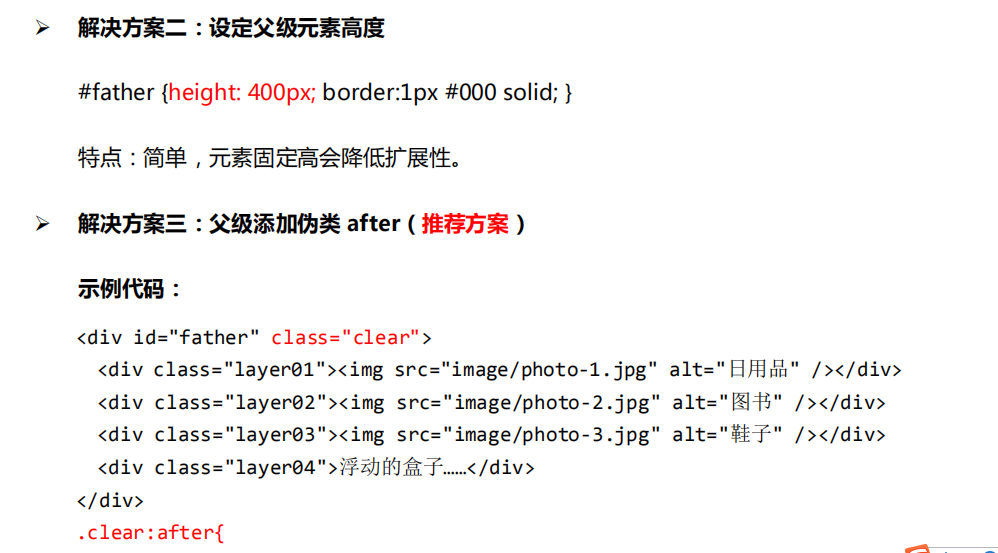 ➢ 解决方案二：设定父级元素高度
#father {height: 400px; border:1px #000 solid; }
特点：简单，元素固定高会降低扩展性。
➢ 解决方案三：父级添加伪类 after（推荐方案）
示例代码：
<div id="father" class="clear">
<div class="layer01"><img src="image/photo-1.jpg" alt="日用品" /></div>
<div class="layer02"><img src="image/photo-2.jpg" alt="图书" /></div>
<div class="layer03"><img src="image/photo-3.jpg" alt="鞋子" /></div>
<div class="layer04">浮动的盒子……</div>
</div>
.clear:after{